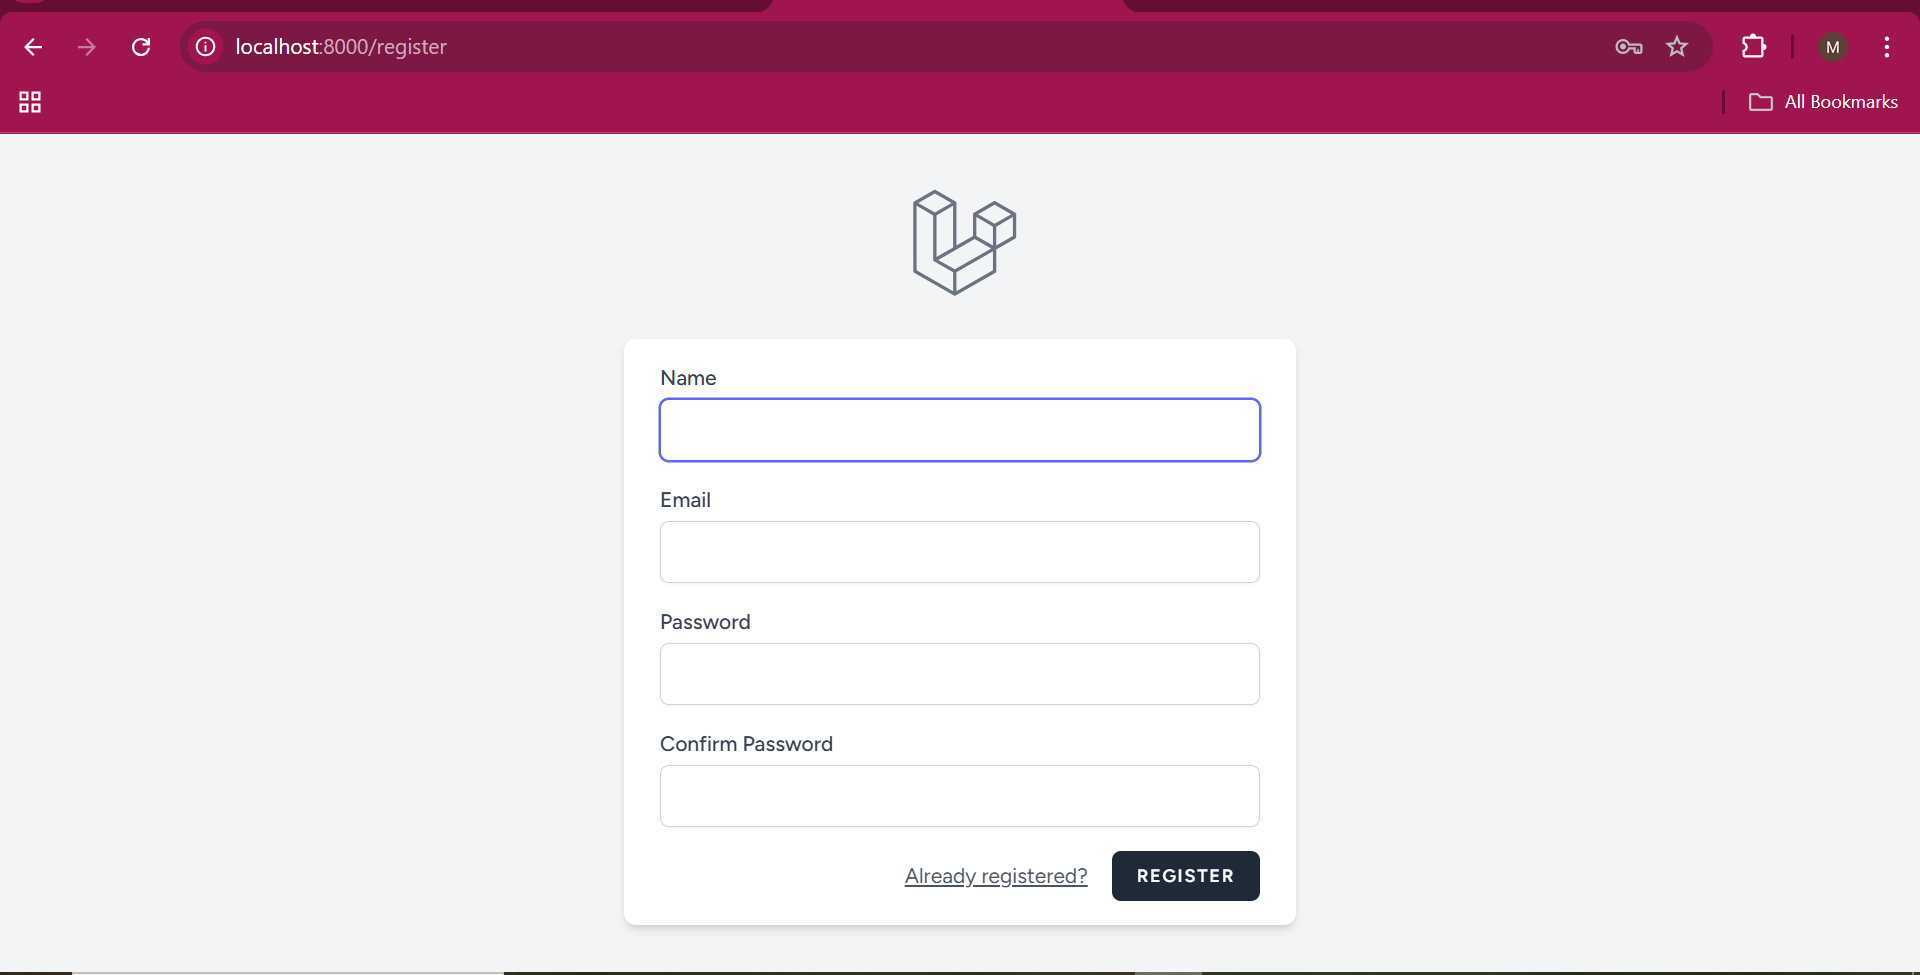 localhost:8000/register
M
All Bookmarks
Name
Email
Password
Confirm Password
Already registered?
REGISTER